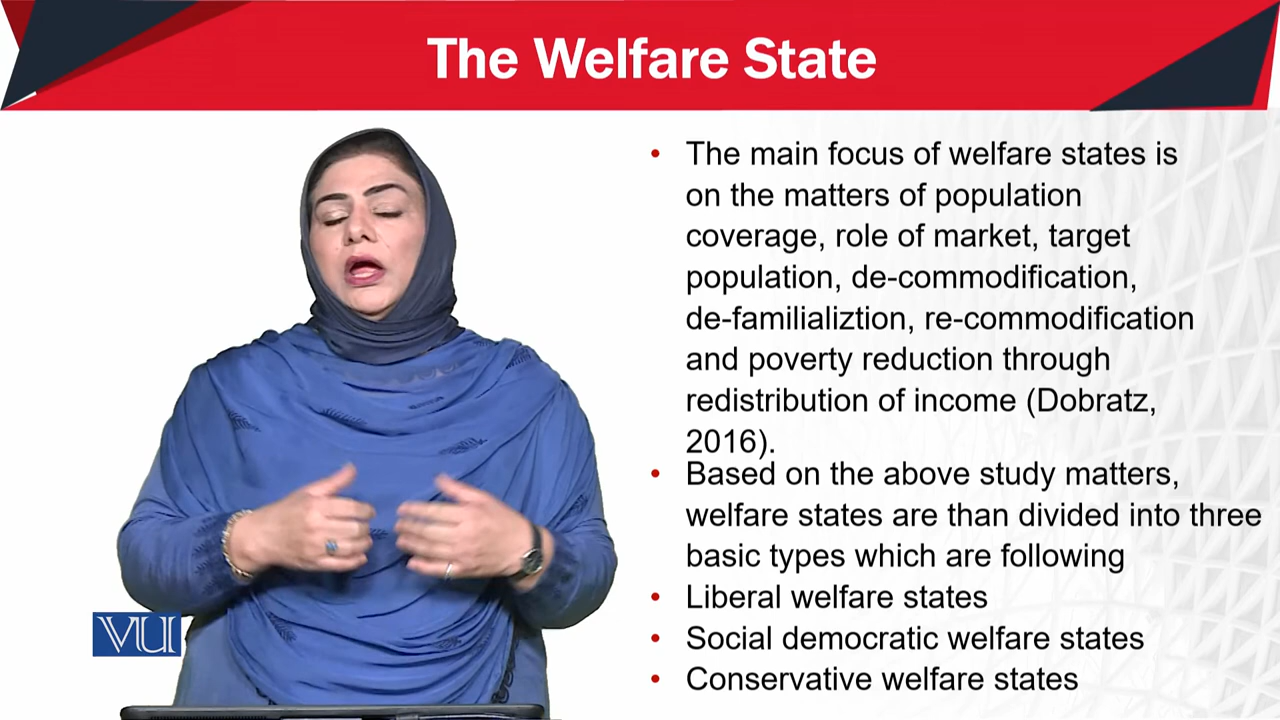 The Welfare State
• The main focus of welfare states is
on the matters of population
coverage, role of market, target
population, de-commodification,
de-familializtion, re-commodification
and poverty reduction through
redistribution of income (Dobratz,
2016).
• Based on the above study matters,
welfare states are than divided into three
basic types which are following
• Liberal welfare states
• Social democratic welfare states
• Conservative welfare states
VU